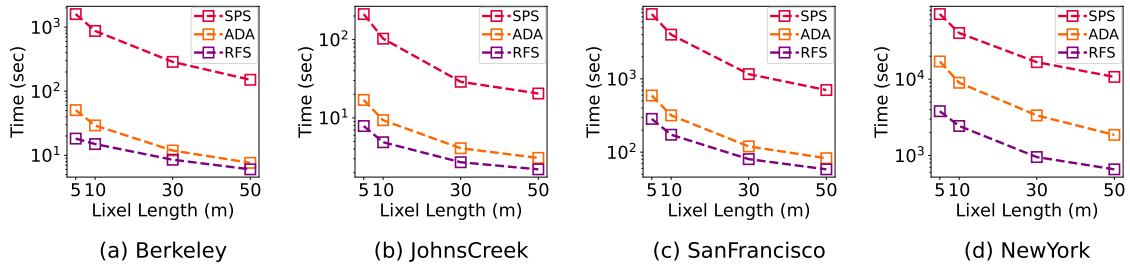 SPS
ADA
RFS
10³
10²
10¹
Time (sec)
5 10 30 50
Lixel Length (m)
(a) Berkeley
SPS
ADA
RFS
10²
10¹
Time (sec)
5 10 30 50
Lixel Length (m)
(b) JohnsCreek
SPS
ADA
RFS
10³
10²
Time (sec)
5 10 30 50
Lixel Length (m)
(c) SanFrancisco
SPS
ADA
RFS
10⁴
10³
Time (sec)
5 10 30 50
Lixel Length (m)
(d) NewYork